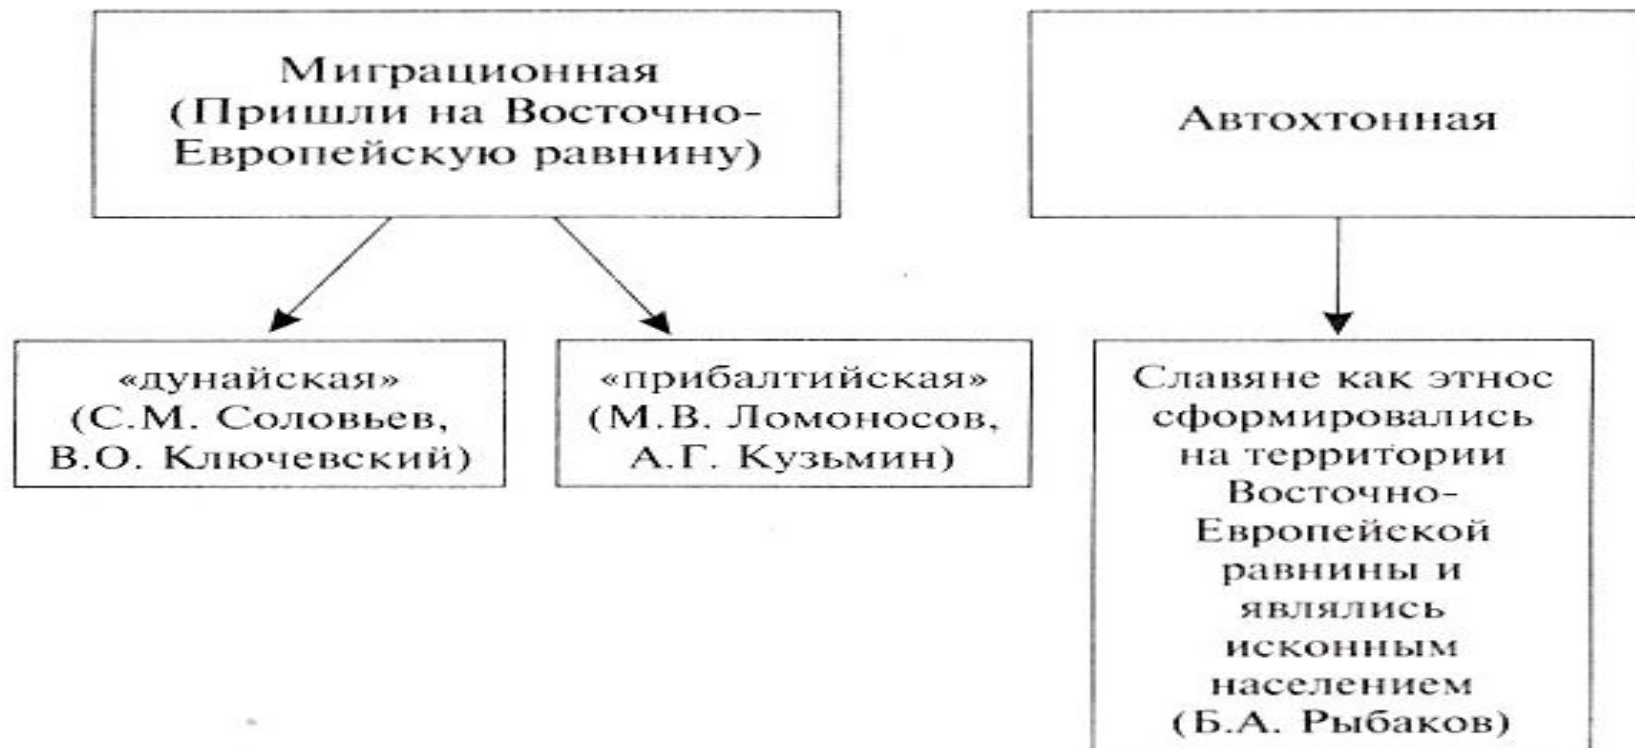 Миграционная
(Пришли на Восточно-
Европейскую равнину)
Автохтонная
«дунайская»
(С.М. Соловьев,
В.О. Ключевский)
«прибалтийская»
(М.В. Ломоносов,
А.Г. Кузьмин)
Славяне как этнос
сформировались
на территории
Восточно-
Европейской
равнины и
являлись
исконным
населением
(Б.А. Рыбаков)